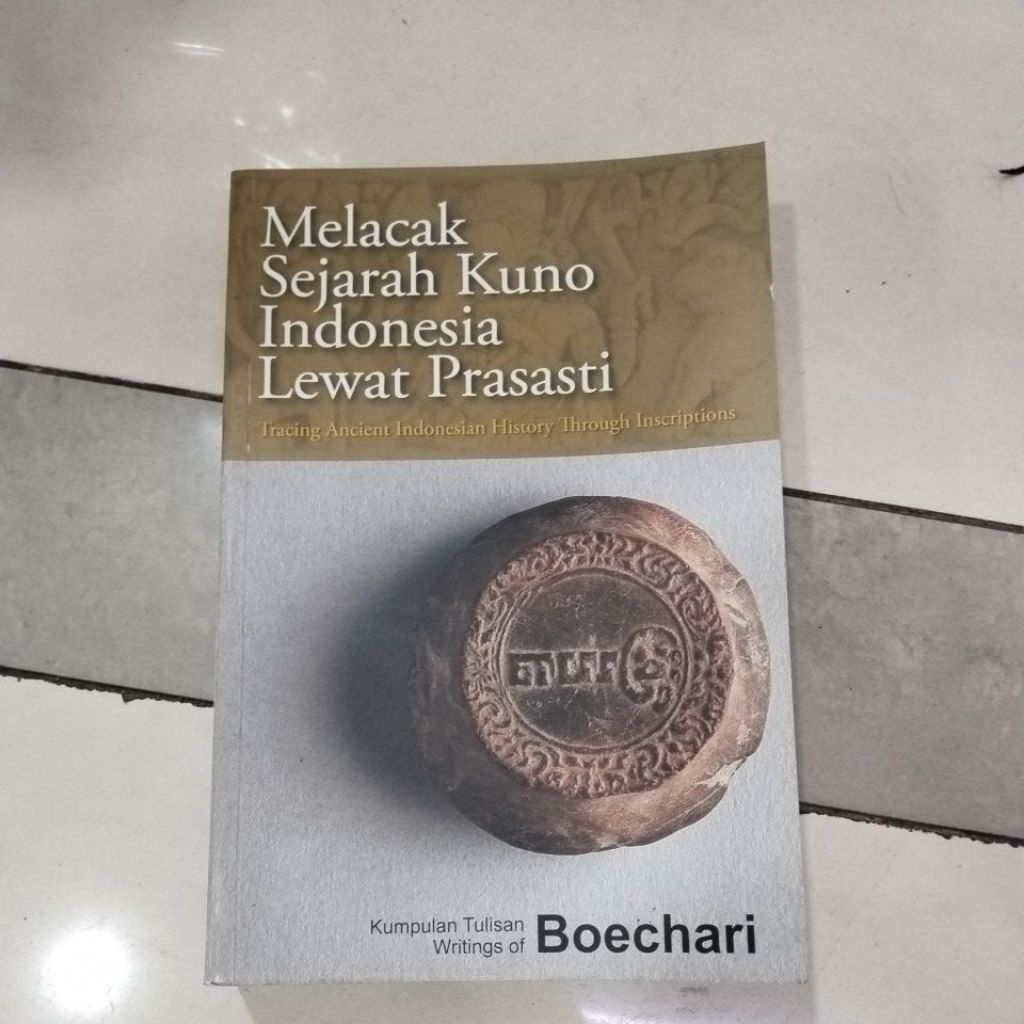 Melacak
Sejarah Kuno
Indonesia
Lewat Prasasti
Tracing Ancient Indonesian History Through Inscriptions
Kumpulan Tulisan
Writings of
Boechari